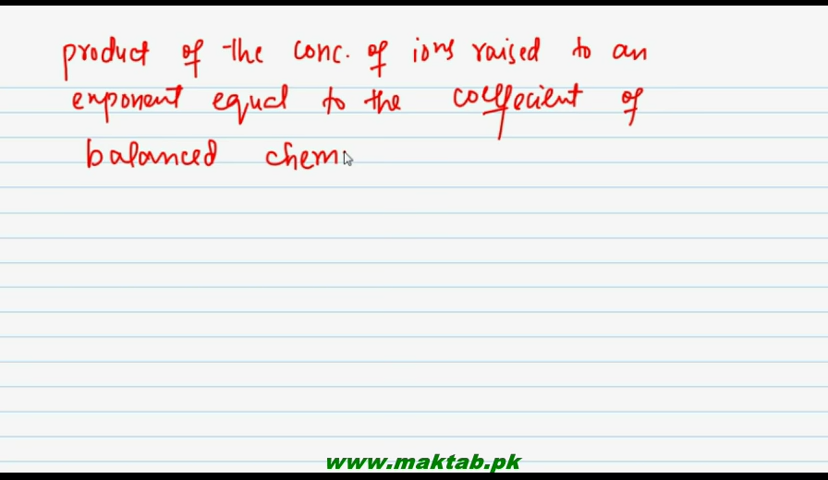 product of the conc. of ions raised to an
exponent equal to the coeffecient of
balanced chem
www.maktab.pk